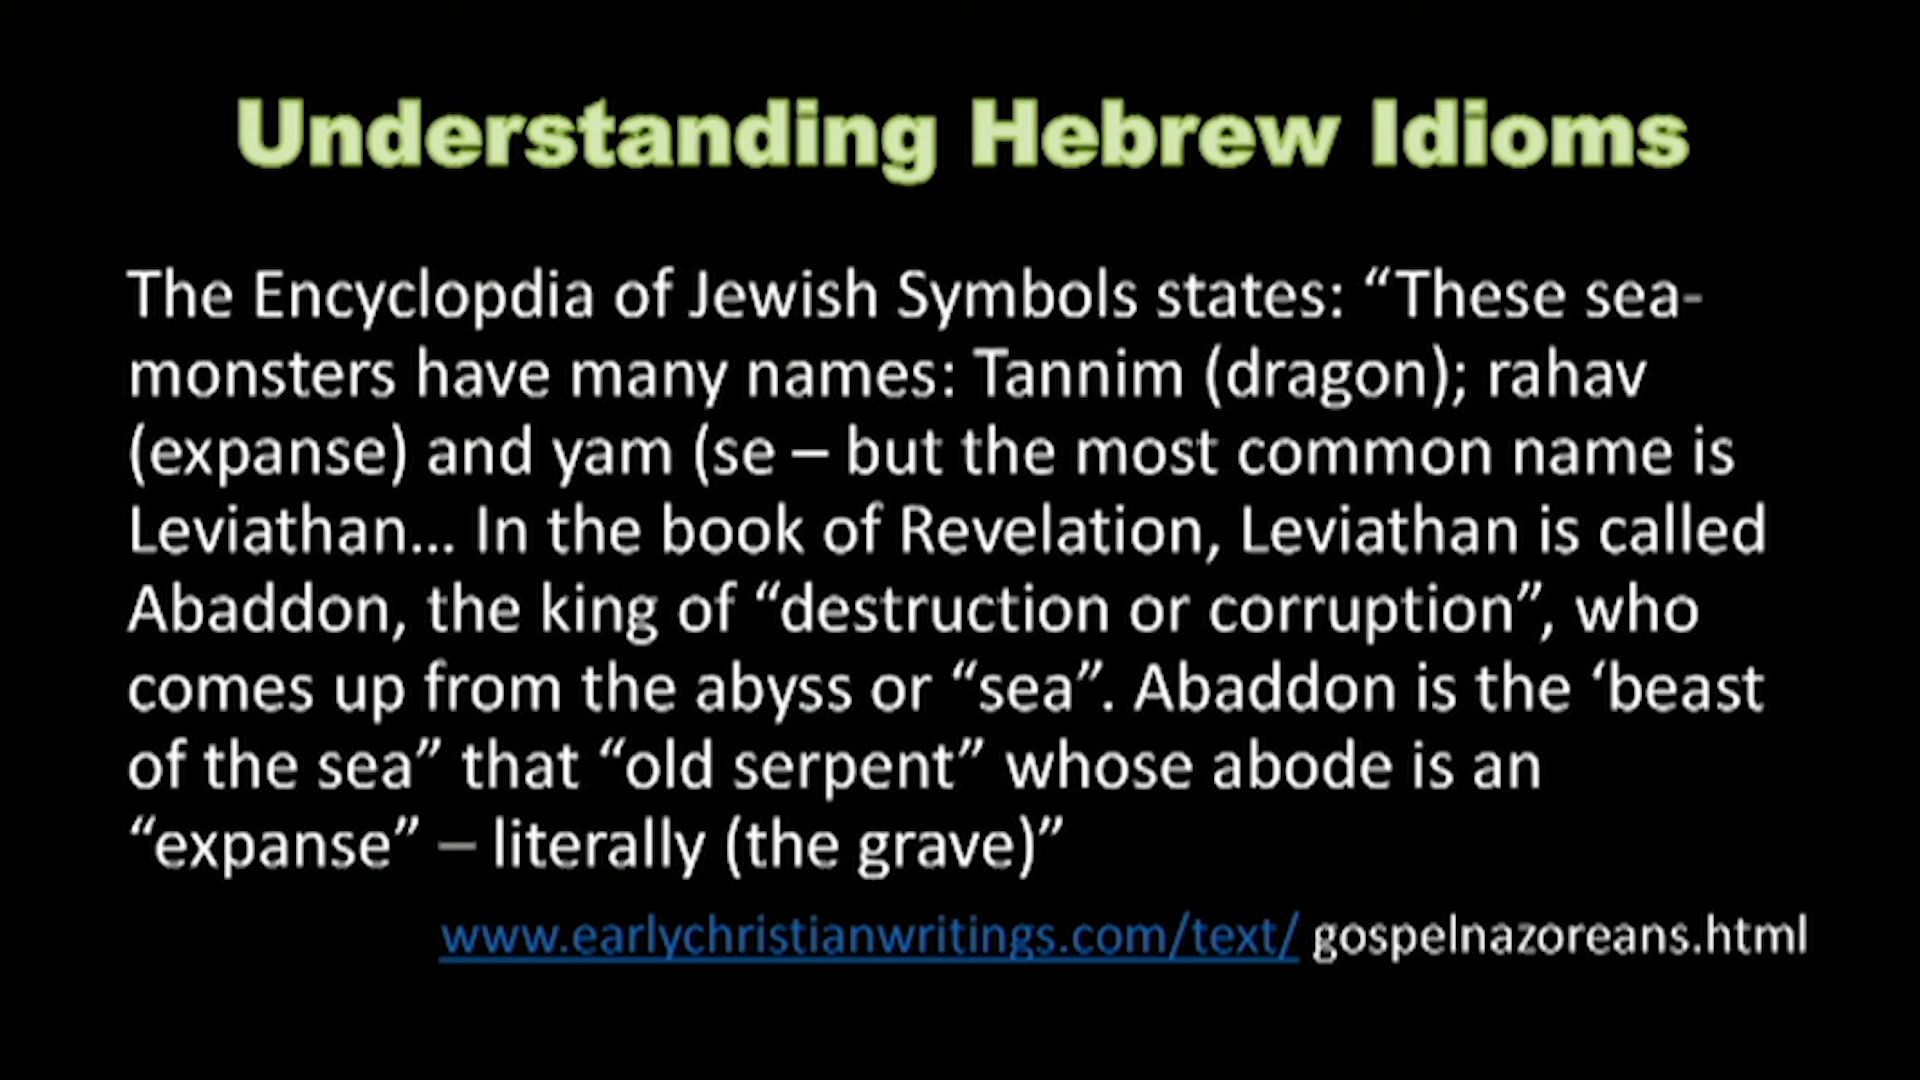 Understanding Hebrew Idioms
The Encyclopdia of Jewish Symbols states: “These sea-
monsters have many names: Tannim (dragon); rahav
(expanse) and yam (se – but the most common name is
Leviathan... In the book of Revelation, Leviathan is called
Abaddon, the king of “destruction or corruption”, who
comes up from the abyss or “sea”. Abaddon is the ‘beast
of the sea” that “old serpent” whose abode is an
“expanse” – literally (the grave)”
www.earlychristianwritings.com/text/ gospelnazoreans.html